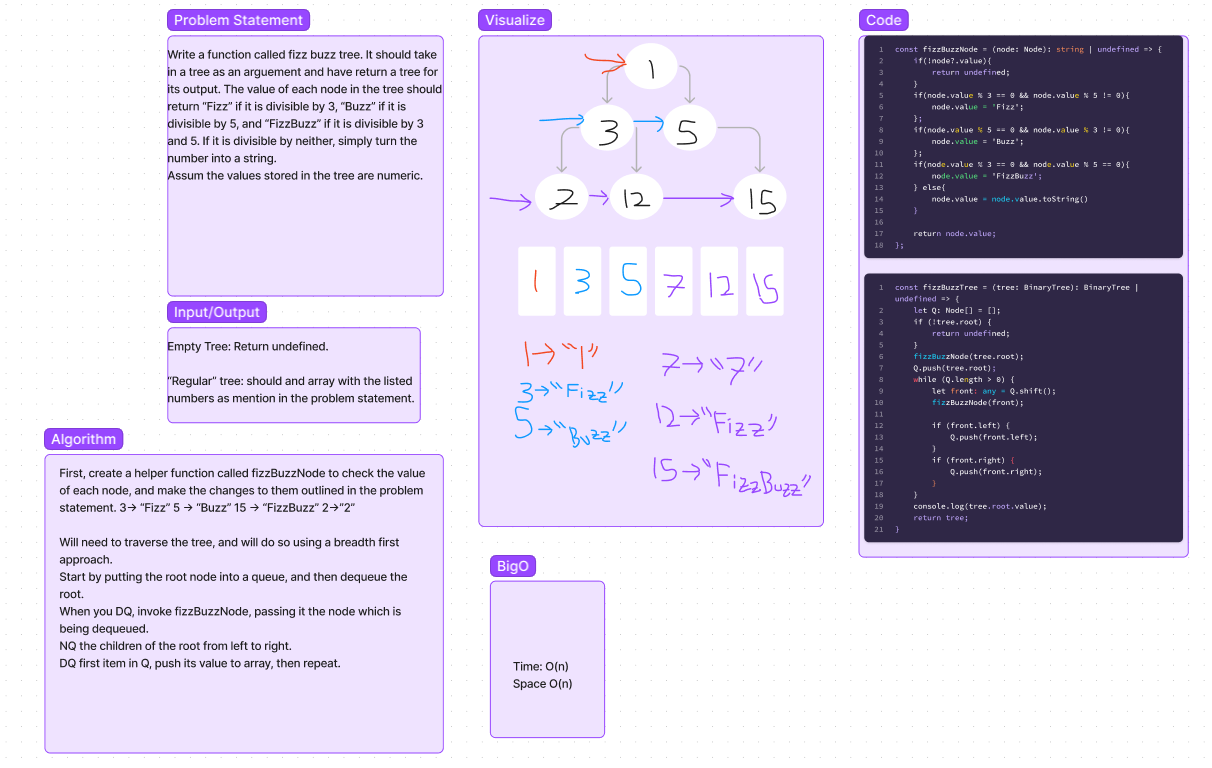 Problem Statement
Write a function called fizz buzz tree. It should take
in a tree as an arguement and have return a tree for
its output. The value of each node in the tree should
return “Fizz” if it is divisible by 3, “Buzz” if it is
divisible by 5, and “FizzBuzz” if it is divisible by 3
and 5. If it is divisible by neither, simply turn the
number into a string.
Assum the values stored in the tree are numeric.
Input/Output
Empty Tree: Return undefined.
“Regular” tree: should and array with the listed
numbers as mention in the problem statement.
Algorithm
First, create a helper function called fizzBuzzNode to check the value
of each node, and make the changes to them outlined in the problem
statement. 3→ “Fizz” 5 → “Buzz” 15 → “FizzBuzz” 2→“2”
Will need to traverse the tree, and will do so using a breadth first
approach.
Start by putting the root node into a queue, and then dequeue the
root.
When you DQ, invoke fizzBuzzNode, passing it the node which is
being dequeued.
NQ the children of the root from left to right.
DQ first item in Q, push its value to array, then repeat.
Visualize
1
3 5
7 12 15
1 3 5 7 12 15
1→"1"
3→"Fizz"
5→"Buzz"
7→"7"
12→"Fizz"
15→"FizzBuzz"
BigO
Time: O(n)
Space O(n)
Code
1 const fizzBuzzNode = (node: Node): string | undefined => {
2 if(!node?.value){
3 return undefined;
4 }
5 if(node.value % 3 == 0 && node.value % 5 != 0){
6 node.value = 'Fizz';
7 };
8 if(node.value % 5 == 0 && node.value % 3 != 0){
9 node.value = 'Buzz';
10 };
11 if(node.value % 3 == 0 && node.value % 5 == 0){
12 node.value = 'FizzBuzz';
13 } else{
14 node.value = node.value.toString()
15 }
16
17 return node.value;
18 };
1 const fizzBuzzTree = (tree: BinaryTree): BinaryTree |
undefined => {
2 let Q: Node[] = [];
3 if (!tree.root) {
4 return undefined;
5 }
6 fizzBuzzNode(tree.root);
7 Q.push(tree.root);
8 while (Q.length > 0) {
9 let front: any = Q.shift();
10 fizzBuzzNode(front);
11
12 if (front.left) {
13 Q.push(front.left);
14 }
15 if (front.right) {
16 Q.push(front.right);
17 }
18 }
19 console.log(tree.root.value);
20 return tree;
21 }